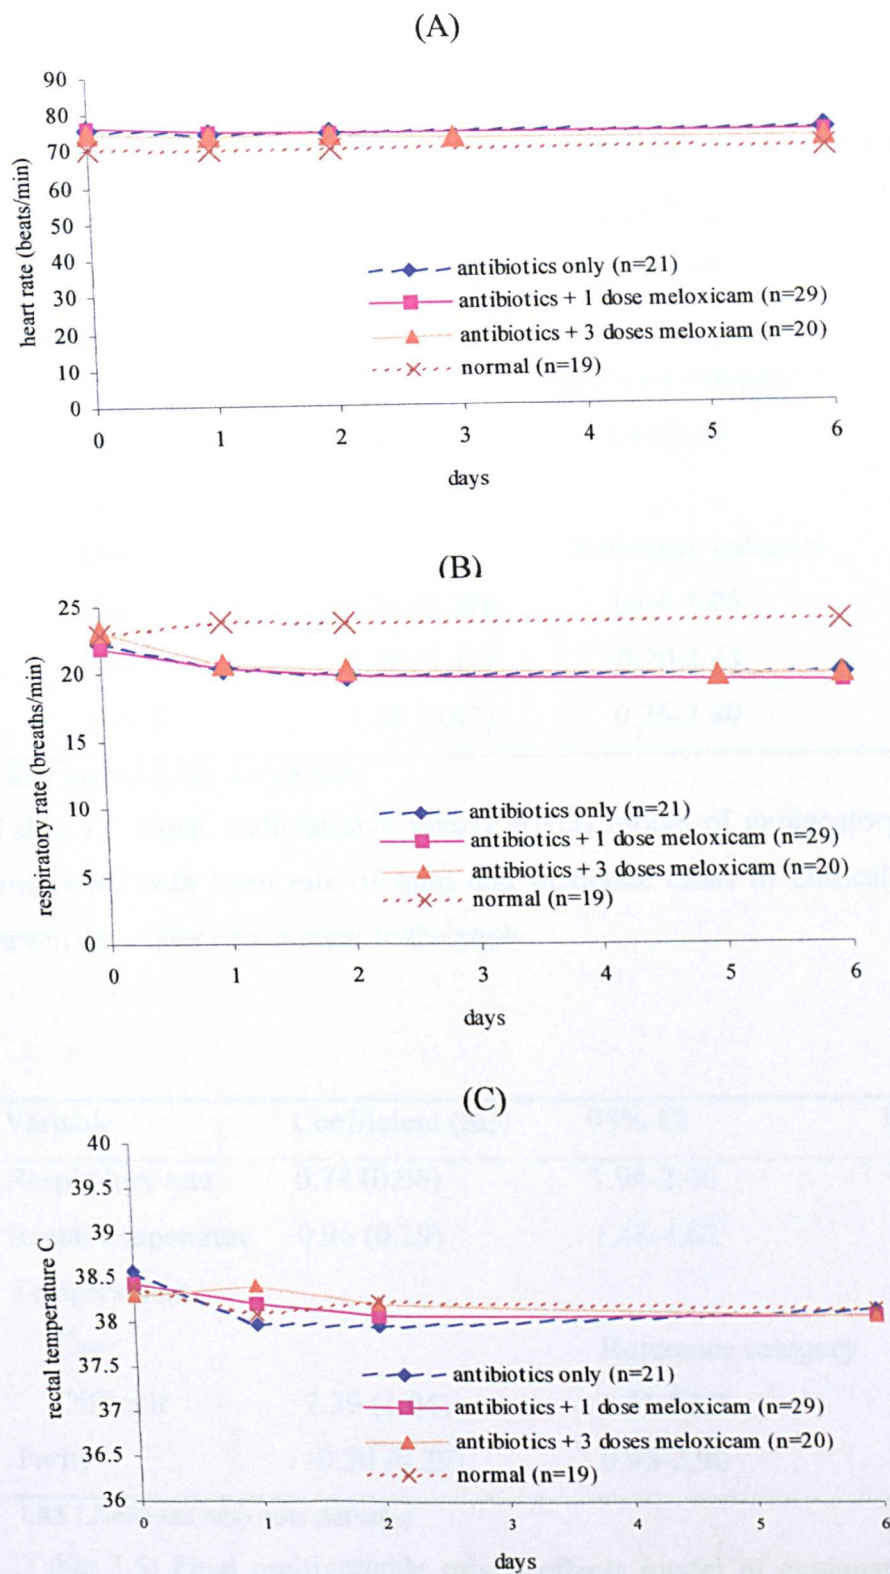 (A)
90
80
70
60
50
40
30
20
10
0
heart rate (beats/min)
antibiotics only (n=21)
antibiotics + 1 dose meloxicam (n=29)
antibiotics + 3 doses meloxiam (n=20)
normal (n=19)
0 1 2 3 4 5 6
days
(B)
25
20
15
10
5
0
respiratory rate (breaths/min)
antibiotics only (n=21)
antibiotics + 1 dose meloxicam (n=29)
antibiotics + 3 doses meloxicam (n=20)
normal (n=19)
0 1 2 3 4 5 6
days
(C)
40
39.5
39
38.5
38
37.5
37
36.5
36
rectal temperature C
antibiotics only (n=21)
antibiotics + 1 dose meloxicam (n=29)
antibiotics + 3 doses meloxicam (n=20)
normal (n=19)
0 1 2 3 4 5 6
days